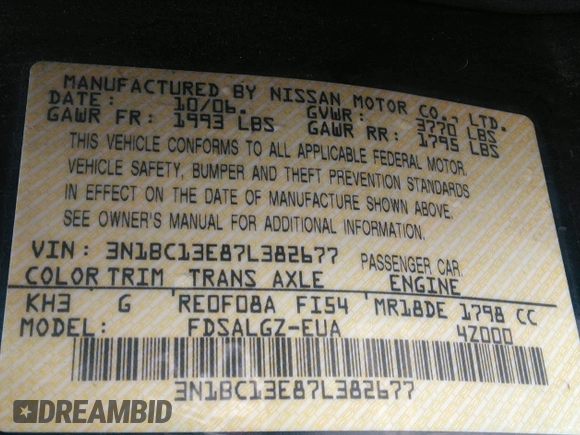 MANUFACTURED BY NISSAN MOTOR CO., LTD.
DATE: 10/06. GVWR: 3770 LBS
GAWR FR: 1993 LBS GAWR RR: 1795 LBS
THIS VEHICLE CONFORMS TO ALL APPLICABLE FEDERAL MOTOR
VEHICLE SAFETY, BUMPER AND THEFT PREVENTION STANDARDS
IN EFFECT ON THE DATE OF MANUFACTURE SHOWN ABOVE.
SEE OWNER'S MANUAL FOR ADDITIONAL INFORMATION.
VIN: 3N1BC13E87L382677 PASSENGER CAR
COLOR TRIM TRANS AXLE ENGINE
KH3 G RE0F08A FI54 MR18DE 1798 CC
MODEL: FDSALGZ-EUA 4Z000
3N1BC13E87L382677
DREAMBID